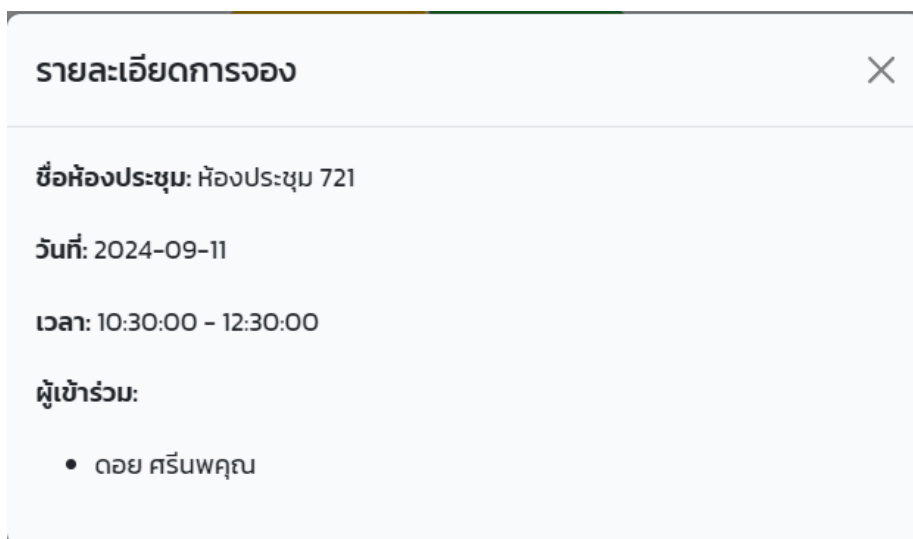 รายละเอียดการจอง
ชื่อห้องประชุม: ห้องประชุม 721
วันที่: 2024-09-11
เวลา: 10:30:00 - 12:30:00
ผู้เข้าร่วม:
ดอย ศรีนพคุณ